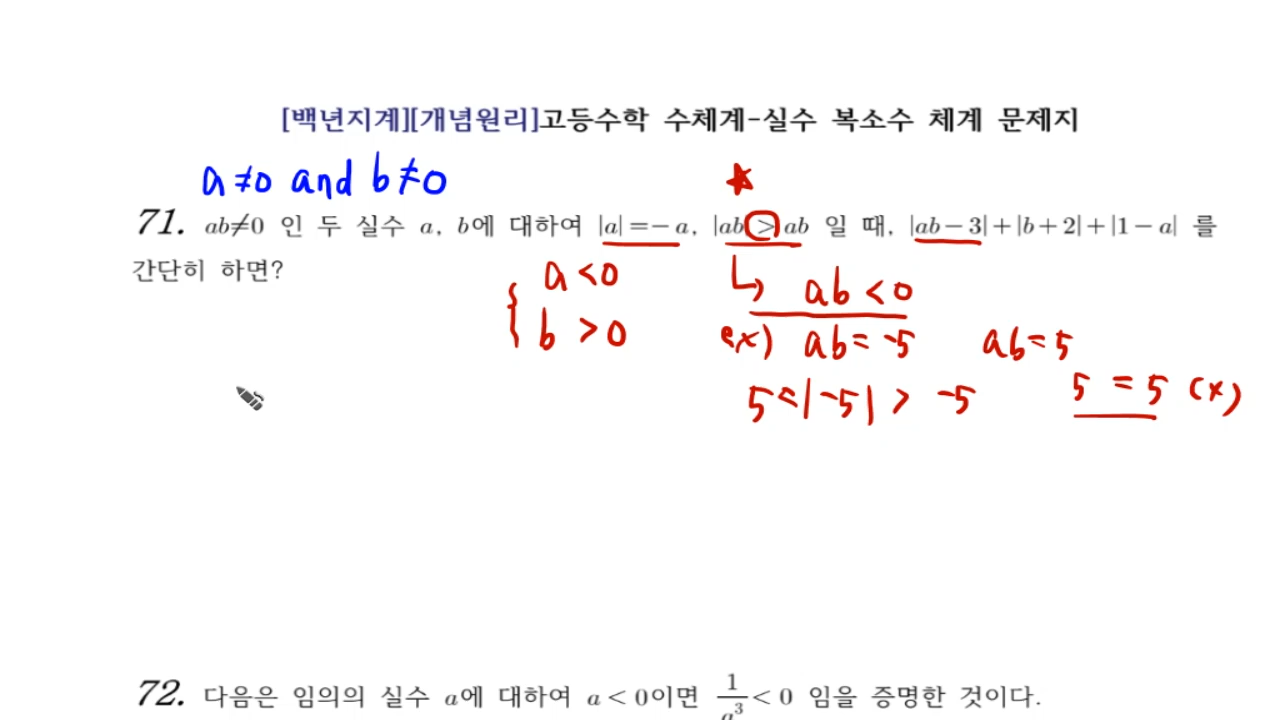 [백년지계][개념원리]고등수학 수체계-실수 복소수 체계 문제지
a≠0 and b≠0
★
71. ab≠0 인 두 실수 a, b에 대하여 |a|=-a, |ab|>ab 일 때, |ab-3|+|b+2|+|1-a| 를
간단히 하면?
a<0
↳ ab<0
b>0
ex) ab=-5 ab=5
5=|-5|>-5 5=5 (x)
72. 다음은 임의의 실수 a에 대하여 a<0이면 1/a³<0 임을 증명한 것이다.